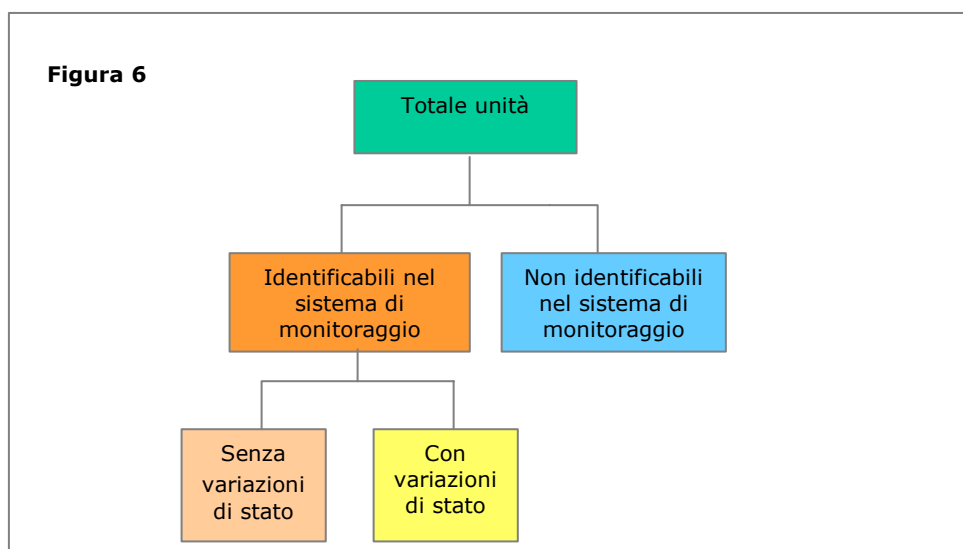 Figura 6
Totale unità
Identificabili nel
sistema di
monitoraggio
Non identificabili
nel sistema di
monitoraggio
Senza
variazioni
di stato
Con
variazioni
di stato